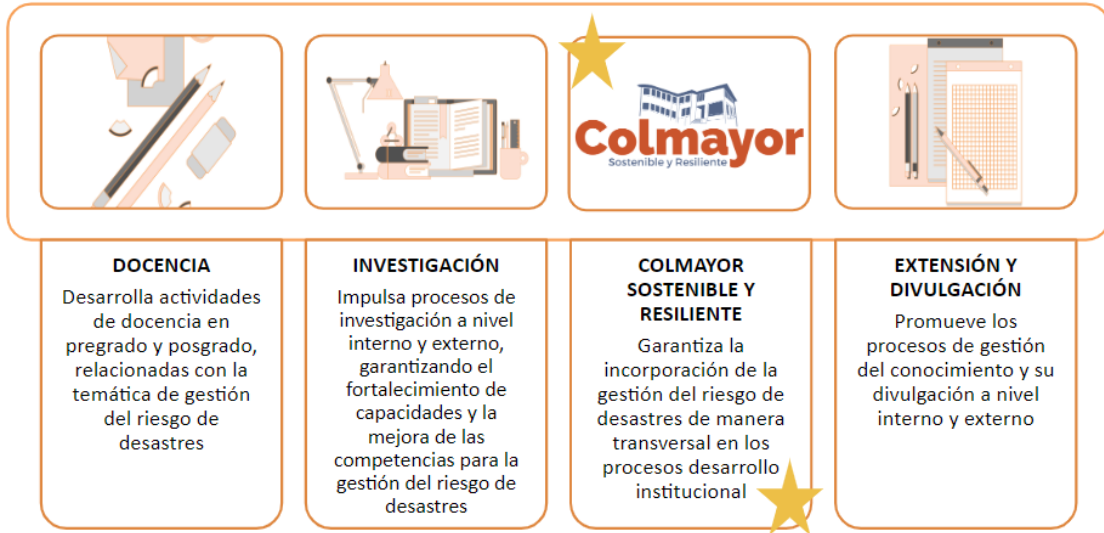 Colmayor
Sostenible y Resiliente
DOCENCIA
Desarrolla actividades
de docencia en
pregrado y posgrado,
relacionadas con la
temática de gestión
del riesgo de
desastres
INVESTIGACIÓN
Impulsa procesos de
investigación a nivel
interno y externo,
garantizando el
fortalecimiento de
capacidades y la
mejora de las
competencias para la
gestión del riesgo de
desastres
COLMAYOR
SOSTENIBLE Y
RESILIENTE
Garantiza la
incorporación de la
gestión del riesgo de
desastres de manera
transversal en los
procesos desarrollo
institucional
EXTENSIÓN Y
DIVULGACIÓN
Promueve los
procesos de gestión
del conocimiento y su
divulgación a nivel
interno y externo